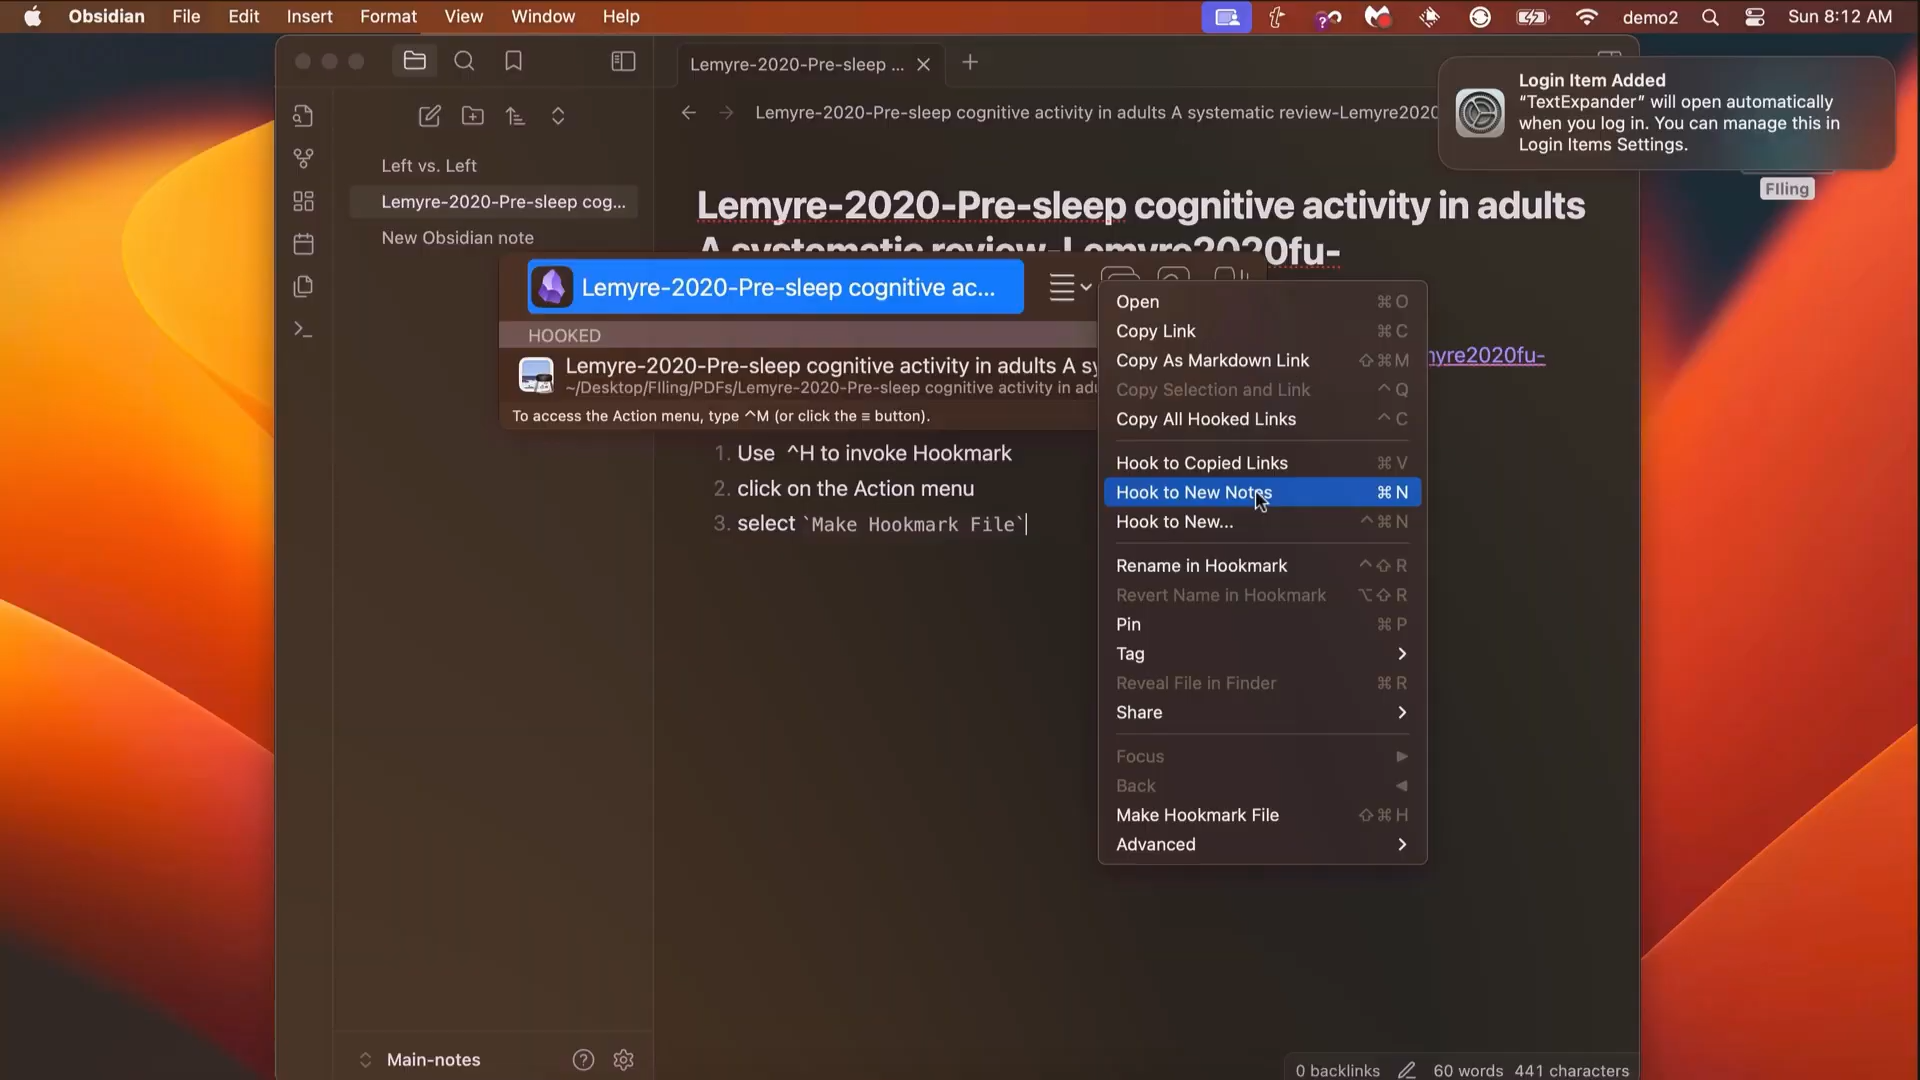 Obsidian File Edit Insert Format View Window Help
demo2
Sun 8:12 AM
Lemyre-2020-Pre-sleep ...
Lemyre-2020-Pre-sleep cognitive activity in adults A systematic review-Lemyre2020
Login Item Added
“TextExpander” will open automatically
when you log in. You can manage this in
Login Items Settings.
FIling
Left vs. Left
Lemyre-2020-Pre-sleep cog...
New Obsidian note
Lemyre-2020-Pre-sleep cognitive activity in adults
A systematic review-Lemyre2020fu-
Lemyre-2020-Pre-sleep cognitive ac...
HOOKED
Lemyre-2020-Pre-sleep cognitive activity in adults A sy
~/Desktop/FIling/PDFs/Lemyre-2020-Pre-sleep cognitive activity in adu
To access the Action menu, type ^M (or click the ≡ button).
myre2020fu-
1. Use ^H to invoke Hookmark
2. click on the Action menu
3. select `Make Hookmark File`
Open ⌘ O
Copy Link ⌘ C
Copy As Markdown Link ⇧⌘ M
Copy Selection and Link ^ Q
Copy All Hooked Links ^ C
Hook to Copied Links ⌘ V
Hook to New Notes ⌘ N
Hook to New... ^⌘ N
Rename in Hookmark ^⇧ R
Revert Name in Hookmark ⌥⇧ R
Pin ⌘ P
Tag
Reveal File in Finder ⌘ R
Share
Focus
Back
Make Hookmark File ⇧⌘ H
Advanced
Main-notes
0 backlinks
60 words 441 characters